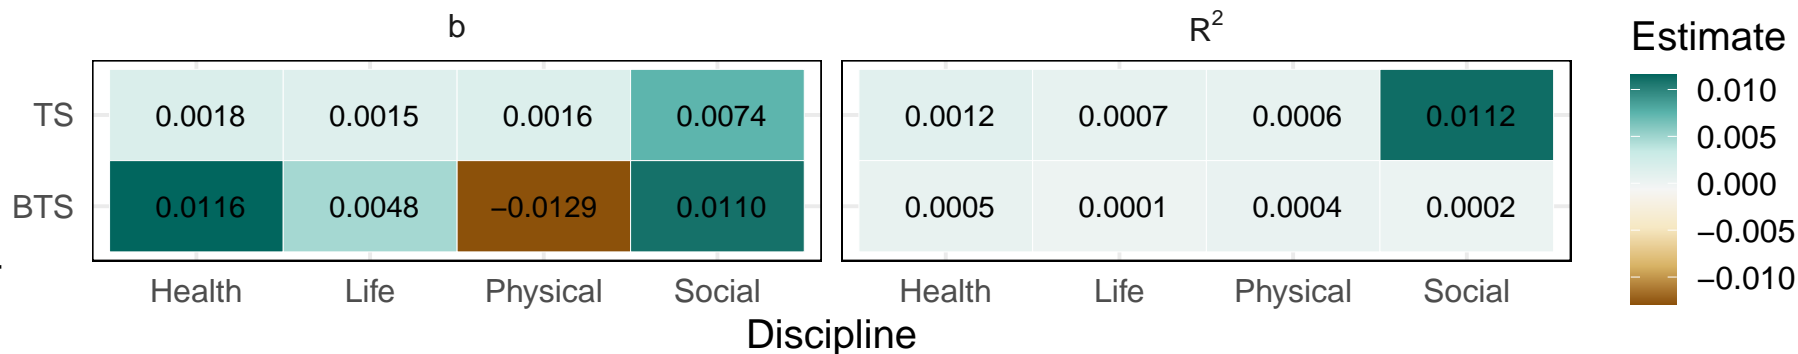 b
R²
Estimate
TS
0.0018 0.0015 0.0016 0.0074
0.0012 0.0007 0.0006 0.0112
BTS
0.0116 0.0048 −0.0129 0.0110
0.0005 0.0001 0.0004 0.0002
Health Life Physical Social
Health Life Physical Social
Discipline
0.010
0.005
0.000
−0.005
−0.010